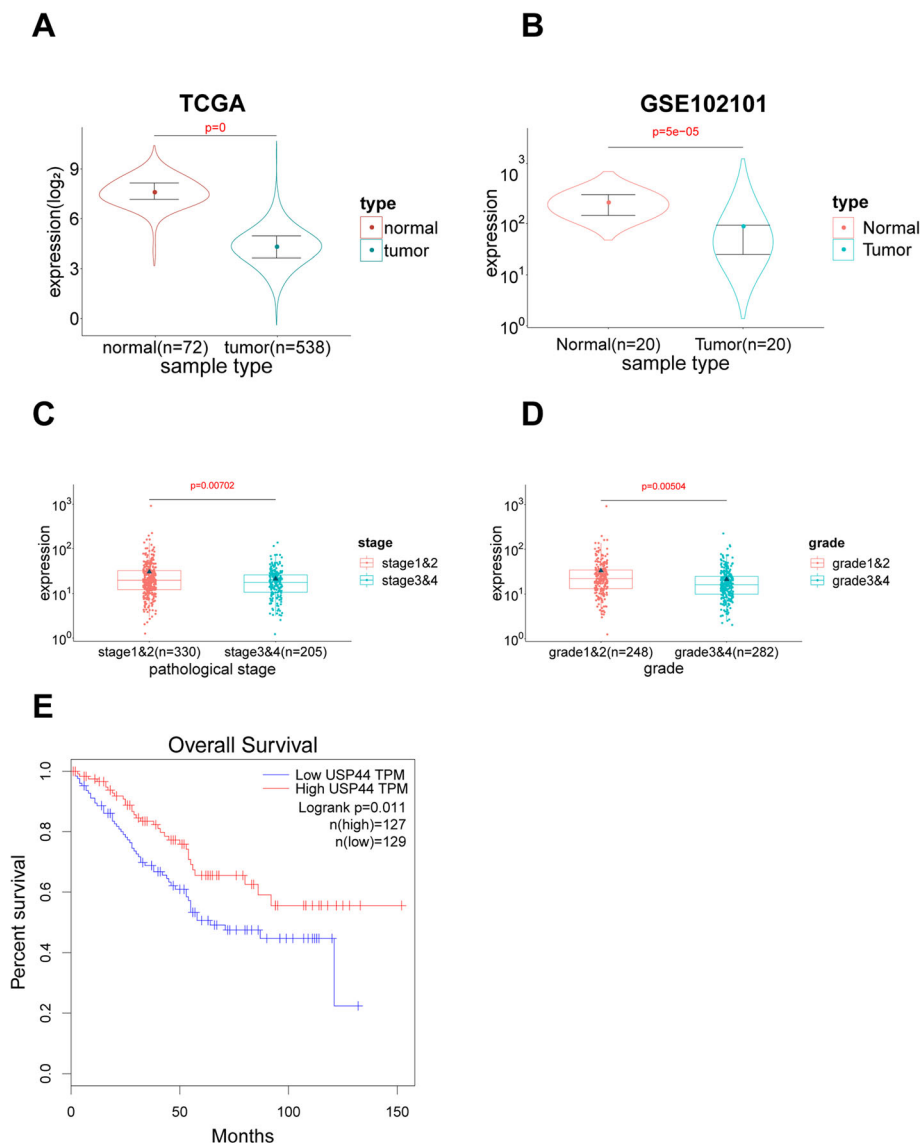 A
TCGA
p=0
expression(log₂)
9
6
3
0
normal(n=72) tumor(n=538)
sample type
type
normal
tumor
B
GSE102101
p=5e−05
expression
10³
10²
10¹
10⁰
Normal(n=20) Tumor(n=20)
sample type
type
Normal
Tumor
C
p=0.00702
expression
10³
10²
10¹
10⁰
stage1&2(n=330) stage3&4(n=205)
pathological stage
stage
stage1&2
stage3&4
D
p=0.00504
expression
10³
10²
10¹
10⁰
grade1&2(n=248) grade3&4(n=282)
grade
grade
grade1&2
grade3&4
E
Overall Survival
Low USP44 TPM
High USP44 TPM
Logrank p=0.011
n(high)=127
n(low)=129
Percent survival
1.0
0.8
0.6
0.4
0.2
0.0
0 50 100 150
Months